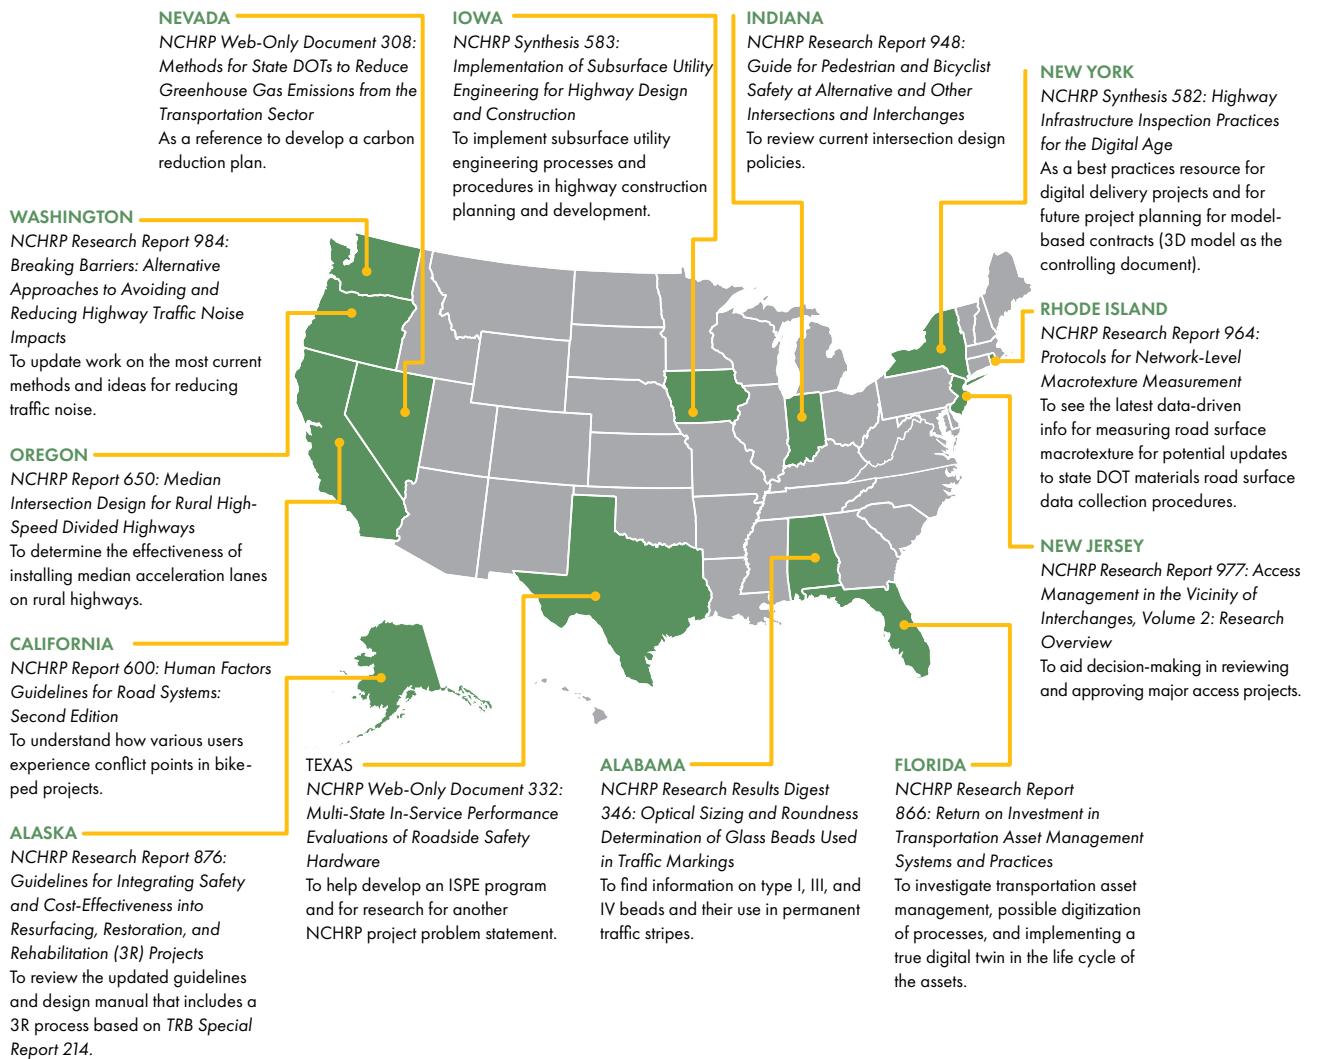 NEVADA
NCHRP Web-Only Document 308:
Methods for State DOTs to Reduce
Greenhouse Gas Emissions from the
Transportation Sector
As a reference to develop a carbon
reduction plan.
IOWA
NCHRP Synthesis 583:
Implementation of Subsurface Utility
Engineering for Highway Design
and Construction
To implement subsurface utility
engineering processes and
procedures in highway construction
planning and development.
INDIANA
NCHRP Research Report 948:
Guide for Pedestrian and Bicyclist
Safety at Alternative and Other
Intersections and Interchanges
To review current intersection design
policies.
NEW YORK
NCHRP Synthesis 582: Highway
Infrastructure Inspection Practices
for the Digital Age
As a best practices resource for
digital delivery projects and for
future project planning for model-
based contracts (3D model as the
controlling document).
WASHINGTON
NCHRP Research Report 984:
Breaking Barriers: Alternative
Approaches to Avoiding and
Reducing Highway Traffic Noise
Impacts
To update work on the most current
methods and ideas for reducing
traffic noise.
RHODE ISLAND
NCHRP Research Report 964:
Protocols for Network-Level
Macrotexture Measurement
To see the latest data-driven
info for measuring road surface
macrotexture for potential updates
to state DOT materials road surface
data collection procedures.
OREGON
NCHRP Report 650: Median
Intersection Design for Rural High-
Speed Divided Highways
To determine the effectiveness of
installing median acceleration lanes
on rural highways.
NEW JERSEY
NCHRP Research Report 977: Access
Management in the Vicinity of
Interchanges, Volume 2: Research
Overview
To aid decision-making in reviewing
and approving major access projects.
CALIFORNIA
NCHRP Report 600: Human Factors
Guidelines for Road Systems:
Second Edition
To understand how various users
experience conflict points in bike-
ped projects.
ALASKA
NCHRP Research Report 876:
Guidelines for Integrating Safety
and Cost-Effectiveness into
Resurfacing, Restoration, and
Rehabilitation (3R) Projects
To review the updated guidelines
and design manual that includes a
3R process based on TRB Special
Report 214.
TEXAS
NCHRP Web-Only Document 332:
Multi-State In-Service Performance
Evaluations of Roadside Safety
Hardware
To help develop an ISPE program
and for research for another
NCHRP project problem statement.
ALABAMA
NCHRP Research Results Digest
346: Optical Sizing and Roundness
Determination of Glass Beads Used
in Traffic Markings
To find information on type I, III, and
IV beads and their use in permanent
traffic stripes.
FLORIDA
NCHRP Research Report
866: Return on Investment in
Transportation Asset Management
Systems and Practices
To investigate transportation asset
management, possible digitization
of processes, and implementing a
true digital twin in the life cycle of
the assets.